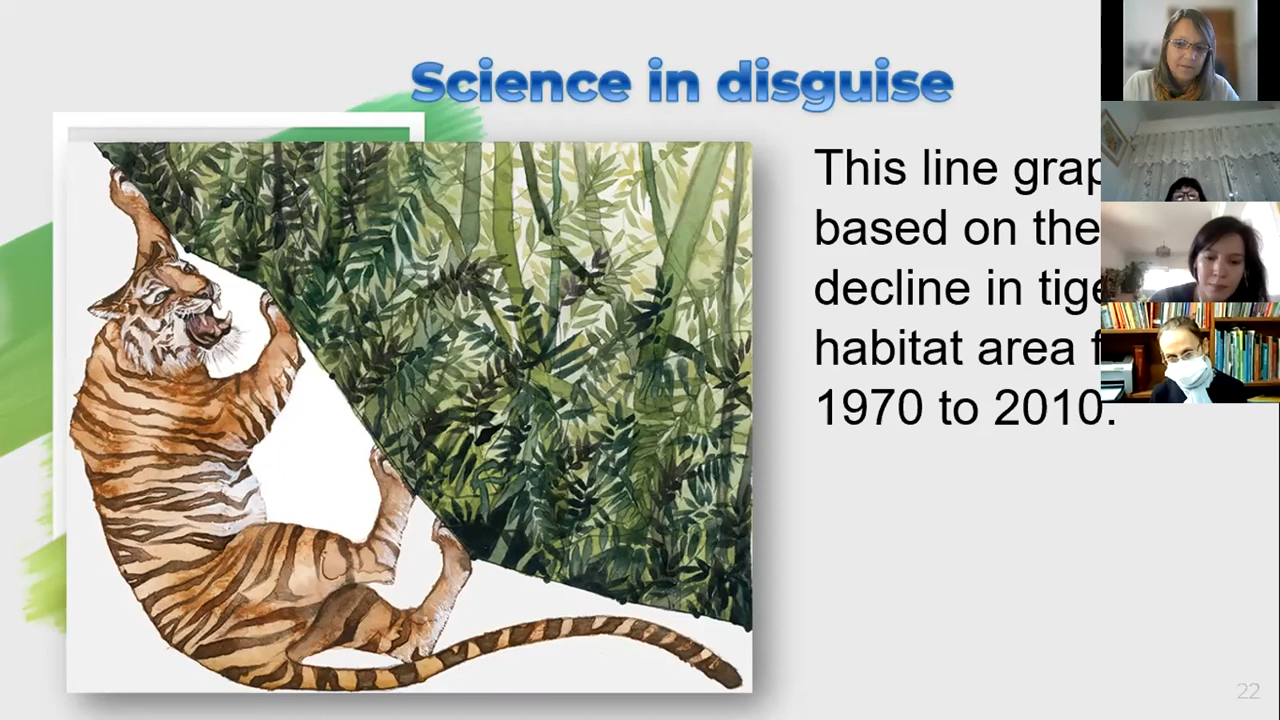 Science in disguise
This line grap
based on the
decline in tige
habitat area f
1970 to 2010.
22